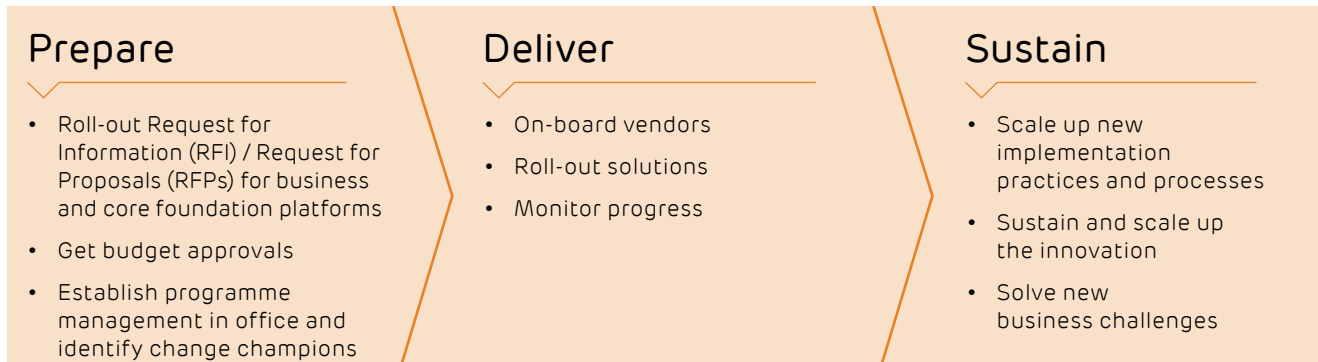 Prepare
• Roll-out Request for
Information (RFI) / Request for
Proposals (RFPs) for business
and core foundation platforms
• Get budget approvals
• Establish programme
management in office and
identify change champions
Deliver
• On-board vendors
• Roll-out solutions
• Monitor progress
Sustain
• Scale up new
implementation
practices and processes
• Sustain and scale up
the innovation
• Solve new
business challenges